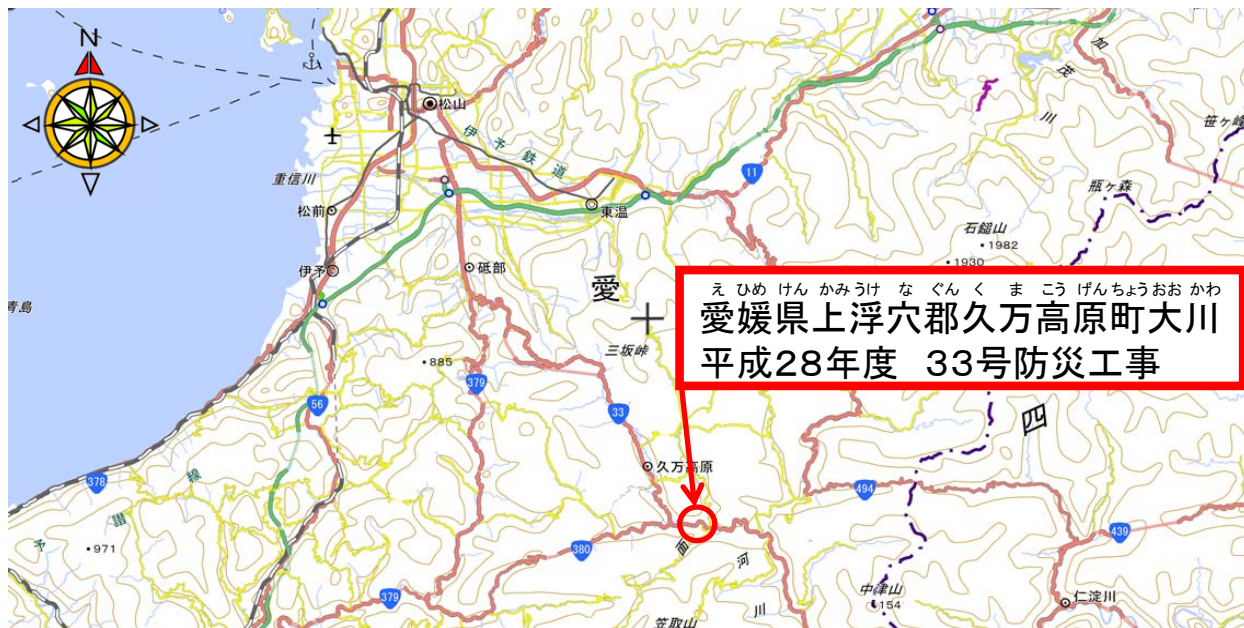 N
松山
伊予鉄道
加茂川
笹ヶ峰
11
重信川
瓶ヶ森
松前
東温
石鎚山
1982
1930
伊予
砥部
愛
青島
え ひめ けん かみうけ な ぐん く ま こう げんちょうおお かわ
愛媛県上浮穴郡久万高原町大川
平成28年度 33号防災工事
三坂峠
885
379
56
33
四
久万高原
378
494
予讃線
971
380
面河川
439
379
中津山
154
仁淀川
笠取山